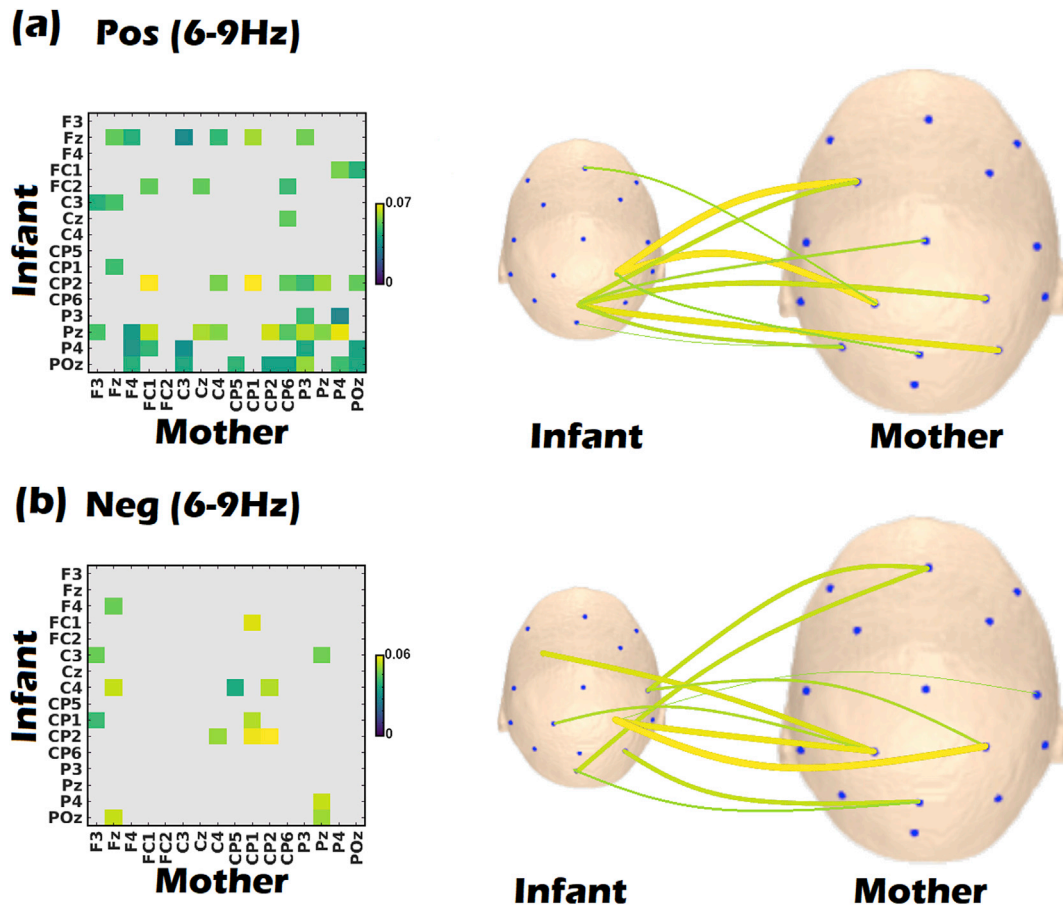 (a) Pos (6-9Hz)
Infant
F3
Fz
F4
FC1
FC2
C3
Cz
C4
CP5
CP1
CP2
CP6
P3
Pz
P4
POz
F3 Fz F4 FC1 FC2 C3 Cz C4 CP5 CP1 CP2 CP6 P3 Pz P4 POz
Mother
0.07
0
Infant Mother
(b) Neg (6-9Hz)
Infant
F3
Fz
F4
FC1
FC2
C3
Cz
C4
CP5
CP1
CP2
CP6
P3
Pz
P4
POz
F3 Fz F4 FC1 FC2 C3 Cz C4 CP5 CP1 CP2 CP6 P3 Pz P4 POz
Mother
0.06
0
Infant Mother